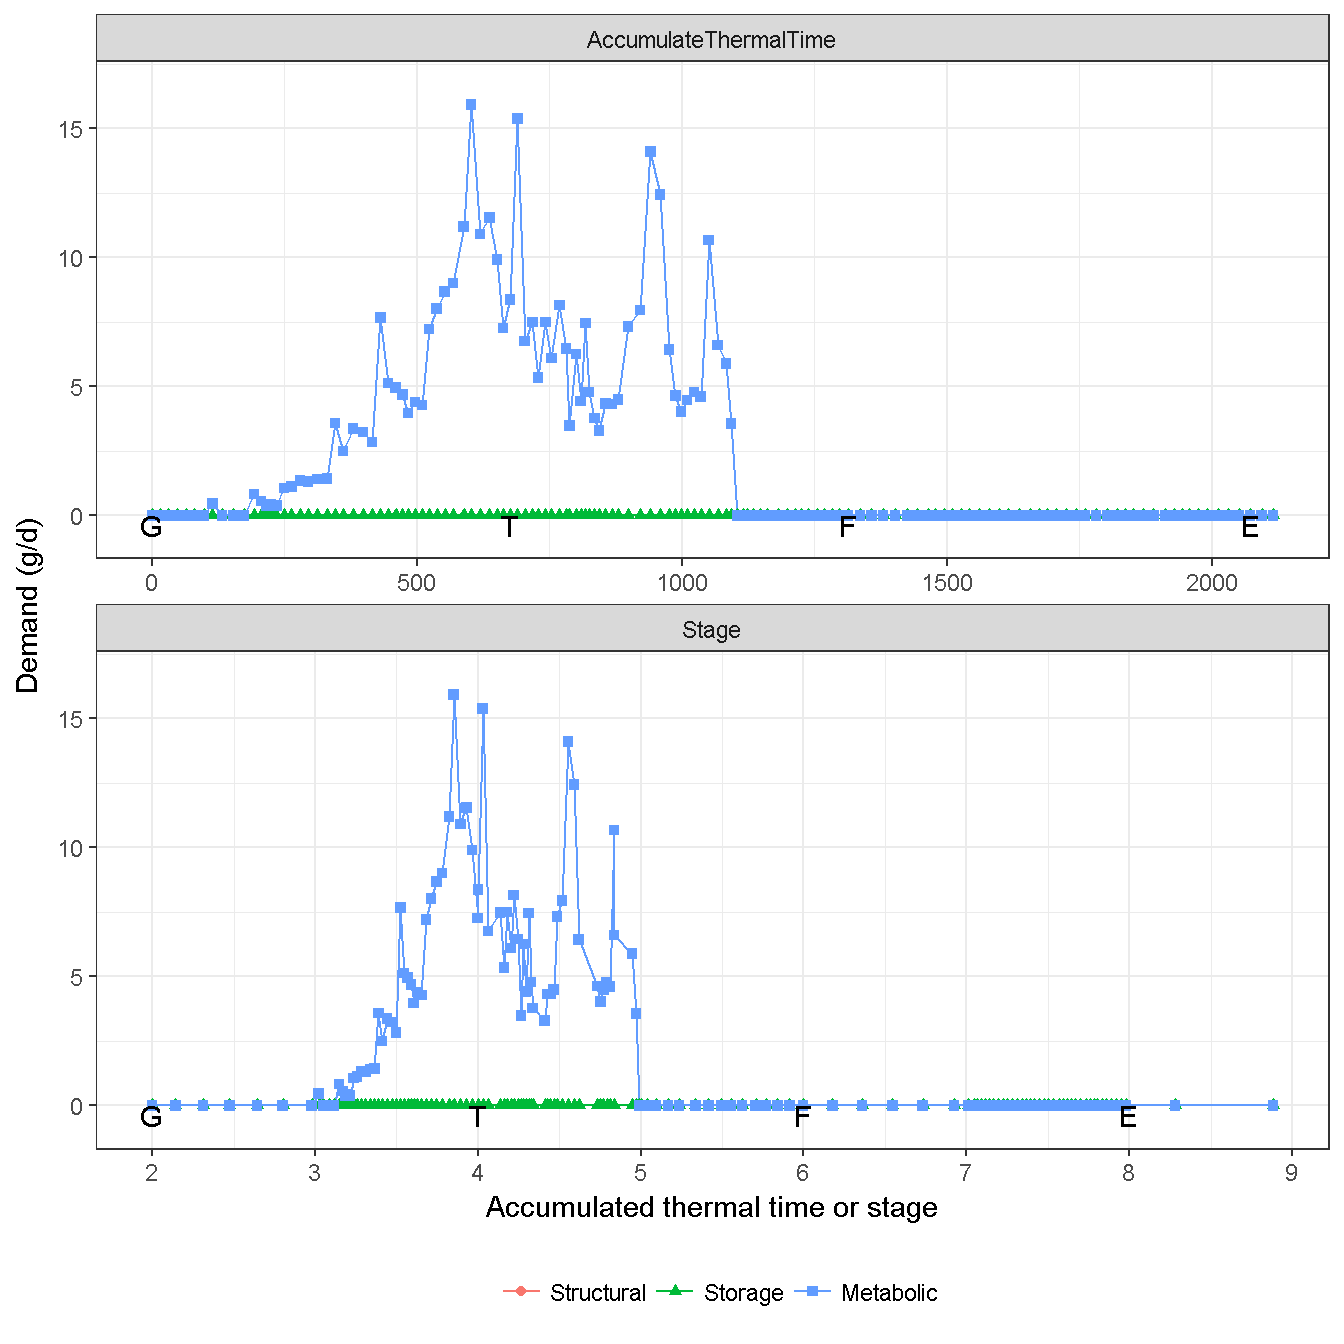 AccumulateThermalTime
15
10
5
0
G T F E
0 500 1000 1500 2000
Demand (g/d)
Stage
15
10
5
0
G T F E
2 3 4 5 6 7 8 9
Accumulated thermal time or stage
Structural Storage Metabolic